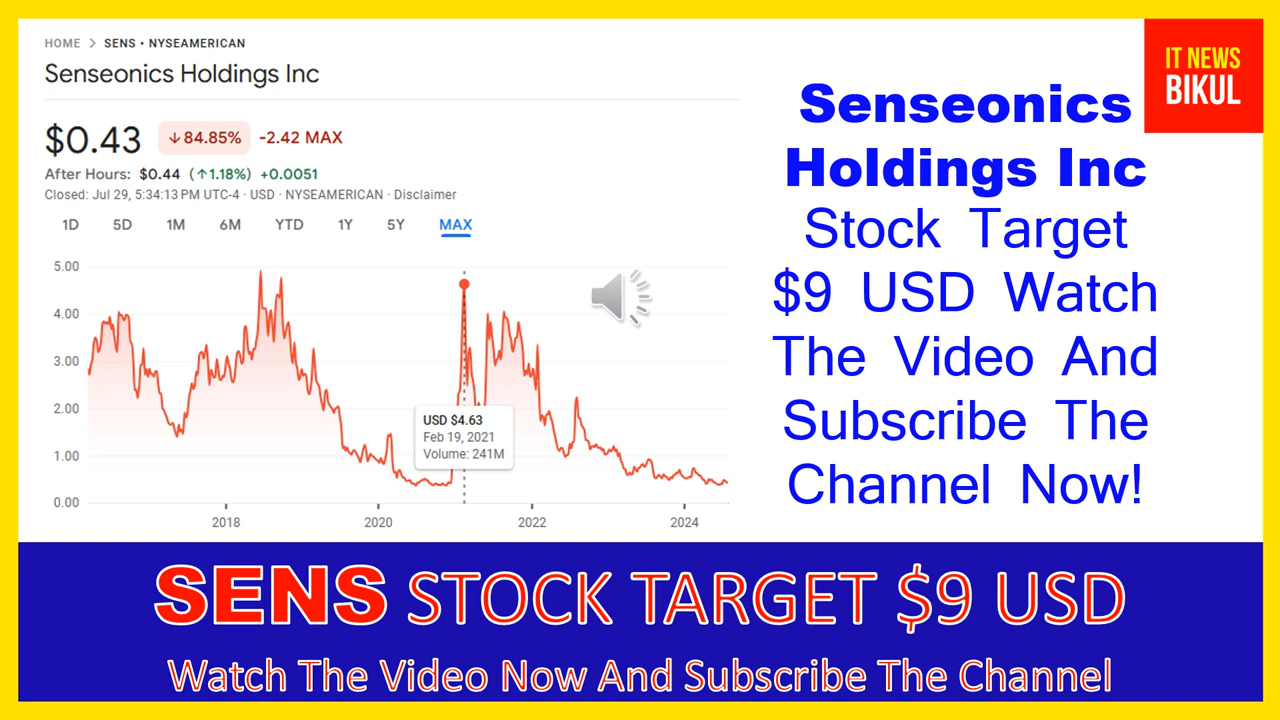 HOME > SENS • NYSEAMERICAN
Senseonics Holdings Inc
$0.43 ↓84.85% -2.42 MAX
After Hours: $0.44 (↑1.18%) +0.0051
Closed: Jul 29, 5:34:13 PM UTC-4 · USD · NYSEAMERICAN · Disclaimer
1D 5D 1M 6M YTD 1Y 5Y MAX
5.00
4.00
3.00
2.00
1.00
0.00
USD $4.63
Feb 19, 2021
Volume: 241M
2018 2020 2022 2024
IT NEWS
BIKUL
Senseonics
Holdings Inc
Stock Target
$9 USD Watch
The Video And
Subscribe The
Channel Now!
SENS STOCK TARGET $9 USD
Watch The Video Now And Subscribe The Channel